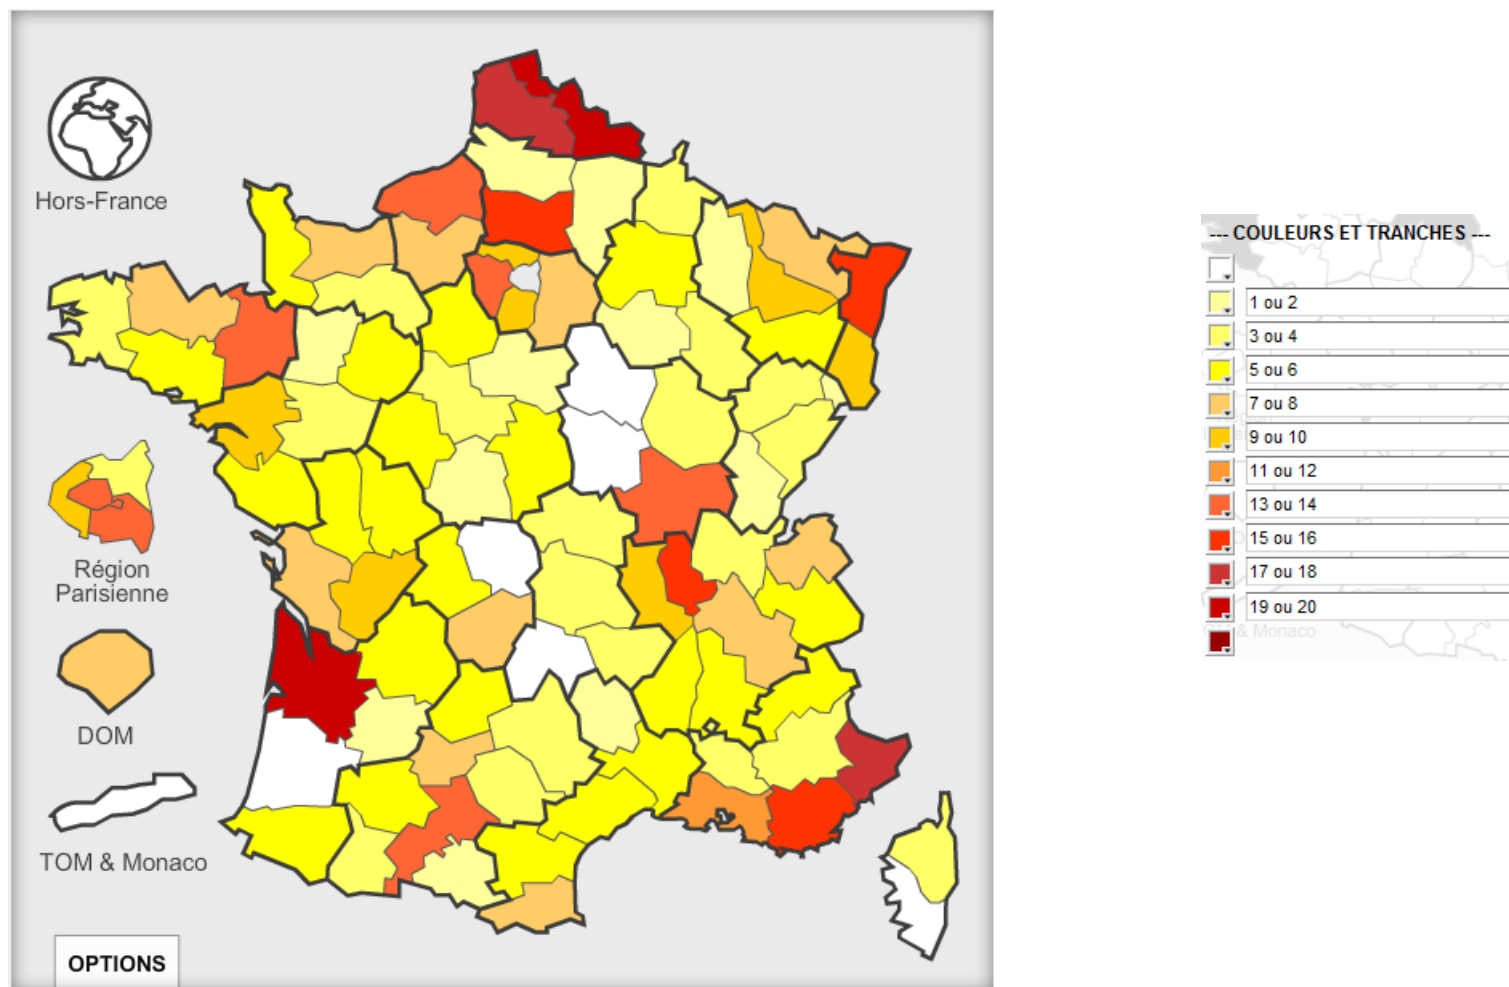 Hors-France
Région
Parisienne
DOM
TOM & Monaco
OPTIONS
--- COULEURS ET TRANCHES ---
1 ou 2
3 ou 4
5 ou 6
7 ou 8
9 ou 10
11 ou 12
13 ou 14
15 ou 16
17 ou 18
19 ou 20
& Monaco